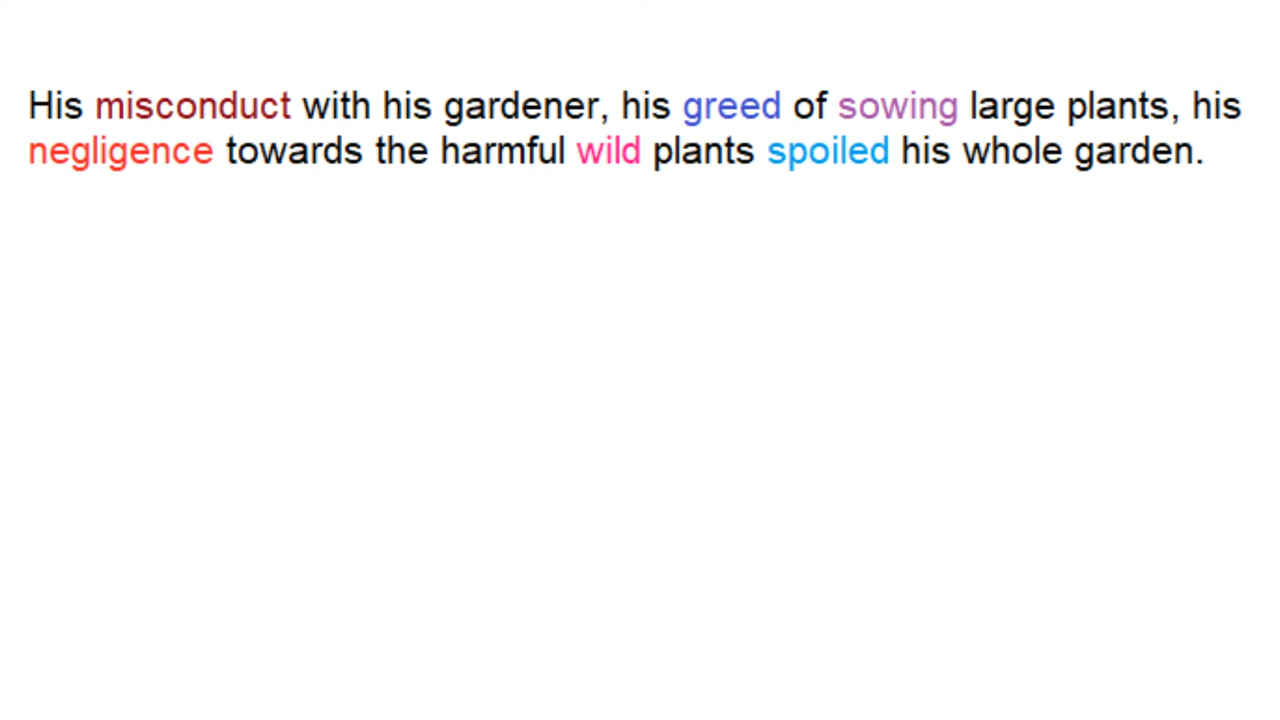 His misconduct with his gardener, his greed of sowing large plants, his
negligence towards the harmful wild plants spoiled his whole garden.